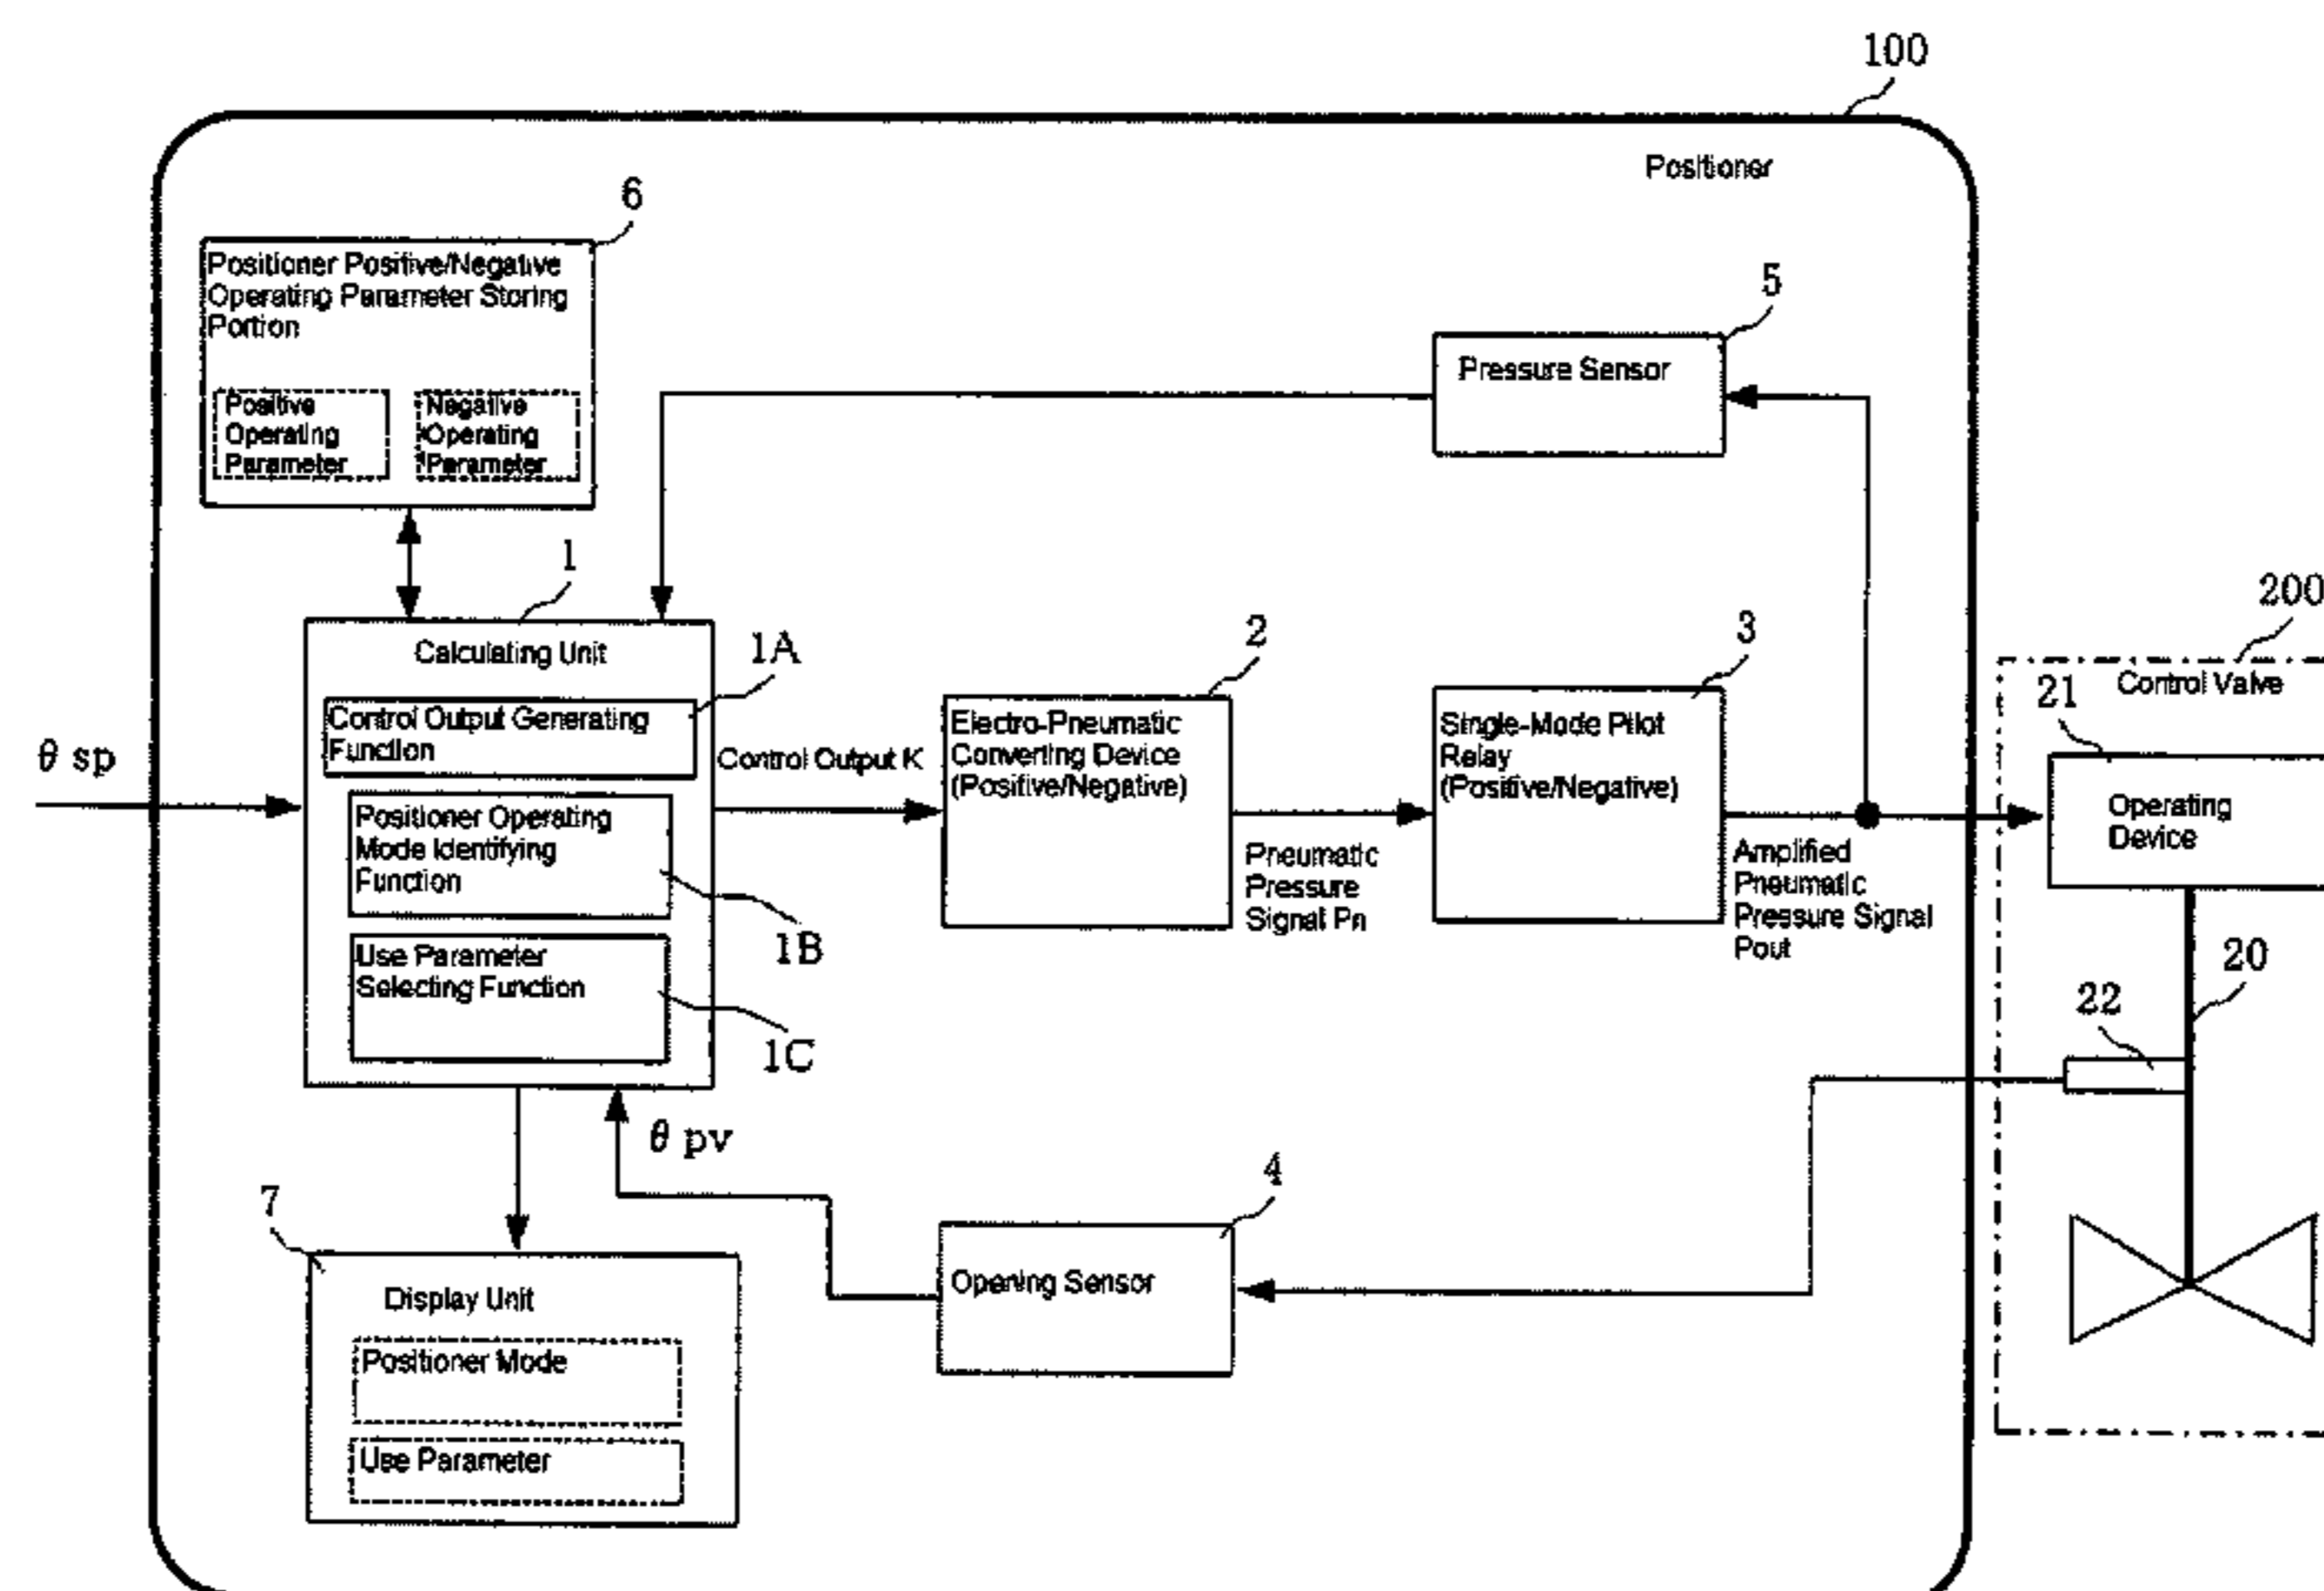 100
Positioner
6
Positioner Positive/Negative
Operating Parameter Storing
Portion
Positive
Operating
Parameter
Negative
Operating
Parameter
5
Pressure Sensor
1
Calculating Unit
1A
Control Output Generating
Function
Positioner Operating
Mode Identifying
Function
1B
Use Parameter
Selecting Function
1C
θ sp
Control Output K
2
Electro-Pneumatic
Converting Device
(Positive/Negative)
Pneumatic
Pressure
Signal Pn
3
Single-Mode Pilot
Relay
(Positive/Negative)
Amplified
Pneumatic
Pressure Signal
Pout
200
Control Valve
21
Operating
Device
20
22
θ pv
4
Opening Sensor
7
Display Unit
Positioner Mode
Use Parameter